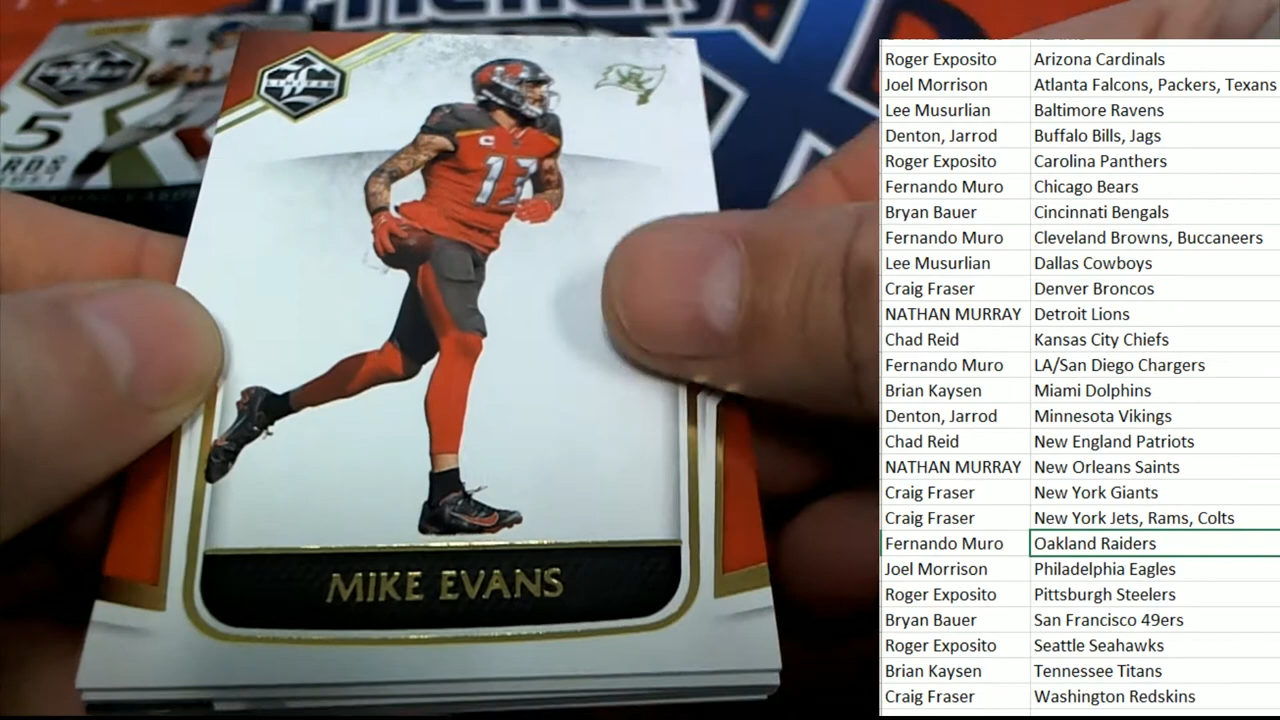 LIMITED
13
C
MIKE EVANS
5
Roger Exposito Arizona Cardinals
Joel Morrison Atlanta Falcons, Packers, Texans
Lee Musurlian Baltimore Ravens
Denton, Jarrod Buffalo Bills, Jags
Roger Exposito Carolina Panthers
Fernando Muro Chicago Bears
Bryan Bauer Cincinnati Bengals
Fernando Muro Cleveland Browns, Buccaneers
Lee Musurlian Dallas Cowboys
Craig Fraser Denver Broncos
NATHAN MURRAY Detroit Lions
Chad Reid Kansas City Chiefs
Fernando Muro LA/San Diego Chargers
Brian Kaysen Miami Dolphins
Denton, Jarrod Minnesota Vikings
Chad Reid New England Patriots
NATHAN MURRAY New Orleans Saints
Craig Fraser New York Giants
Craig Fraser New York Jets, Rams, Colts
Fernando Muro Oakland Raiders
Joel Morrison Philadelphia Eagles
Roger Exposito Pittsburgh Steelers
Bryan Bauer San Francisco 49ers
Roger Exposito Seattle Seahawks
Brian Kaysen Tennessee Titans
Craig Fraser Washington Redskins